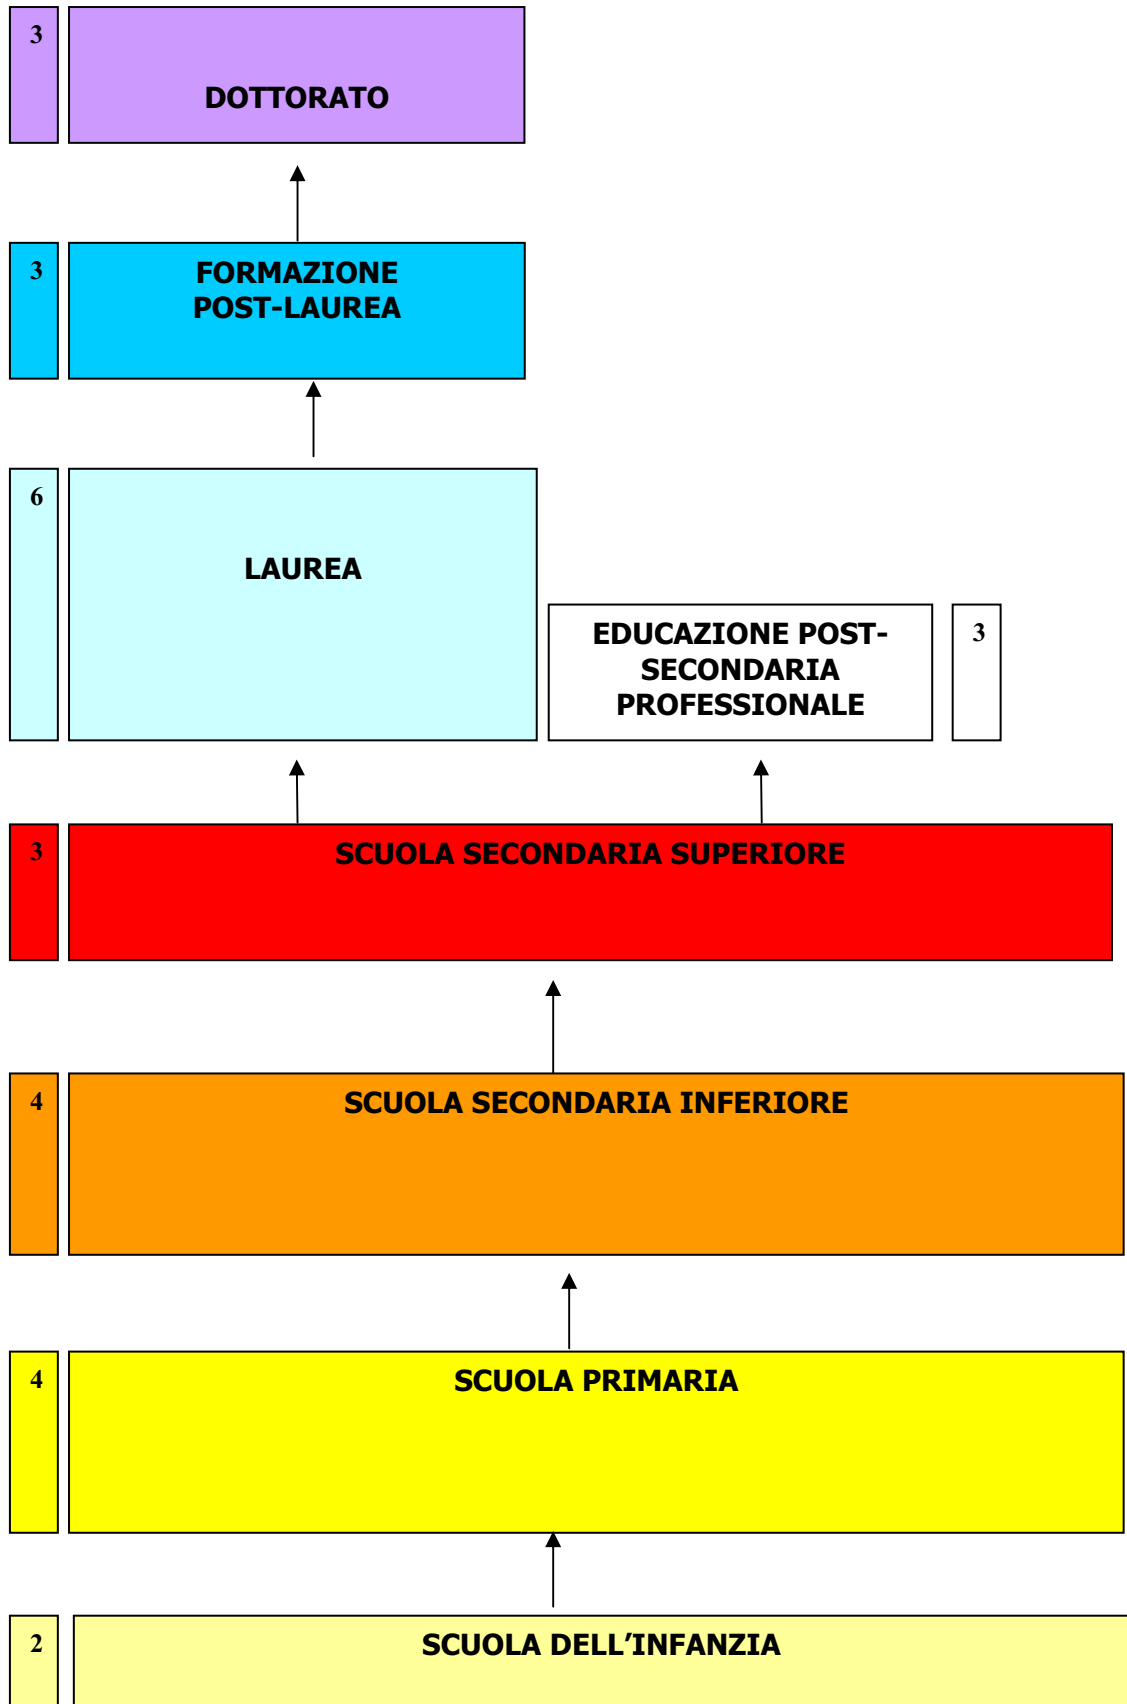 3
DOTTORATO
3
FORMAZIONE
POST-LAUREA
6
LAUREA
EDUCAZIONE POST-
SECONDARIA
PROFESSIONALE
3
3
SCUOLA SECONDARIA SUPERIORE
4
SCUOLA SECONDARIA INFERIORE
4
SCUOLA PRIMARIA
2
SCUOLA DELL’INFANZIA